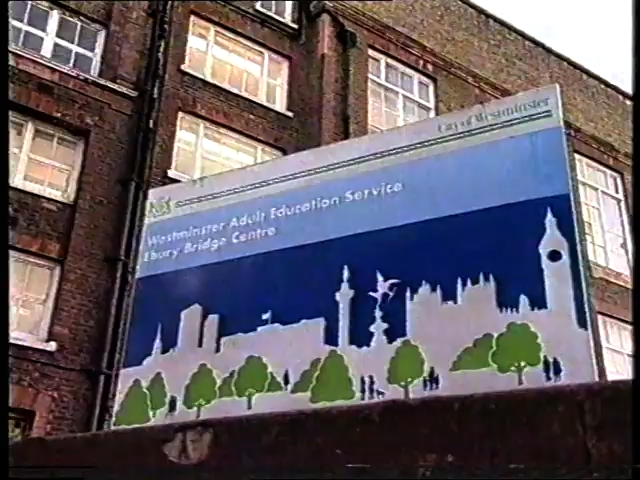 City of Westminster
Westminster Adult Education Service
Ebury Bridge Centre